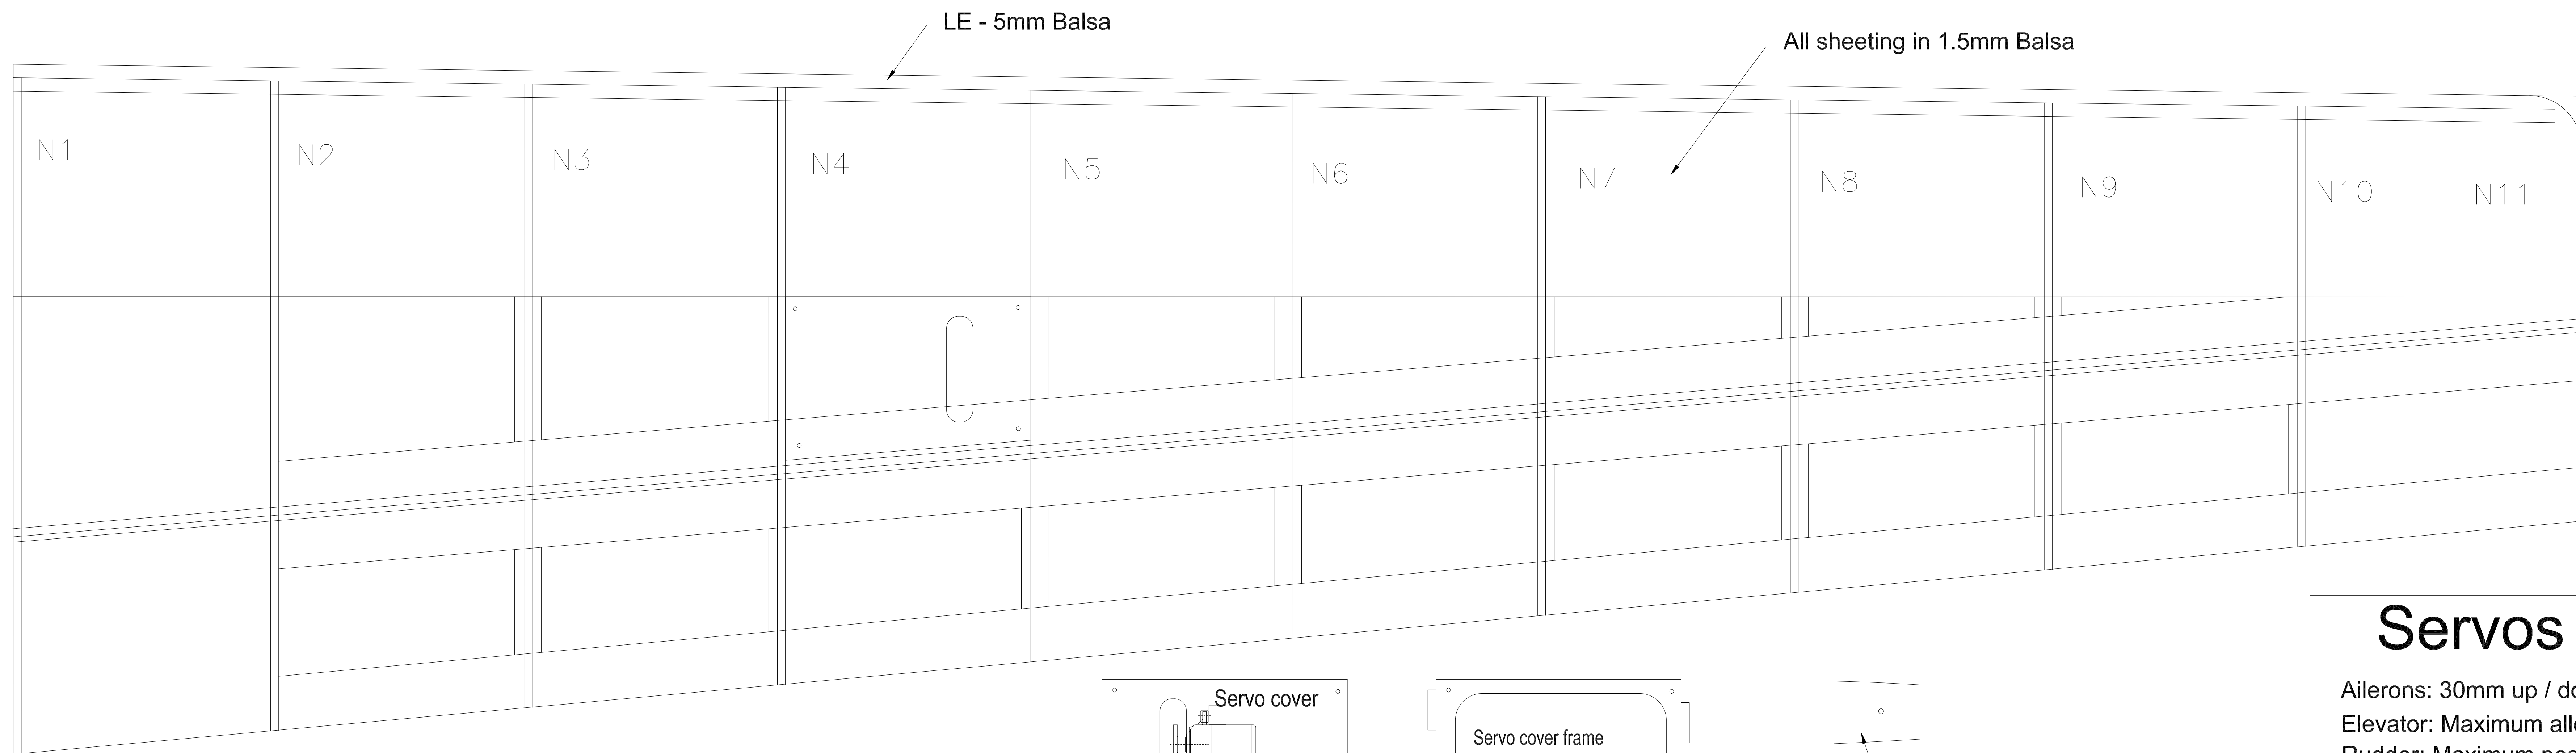 LE - 5mm Balsa
All sheeting in 1.5mm Balsa
N1
N2
N3
N4
N5
N6
N7
N8
N9
N10
N11
Servo cover
Servo cover frame
Servos
Ailerons: 30mm up / do
Elevator: Maximum alle